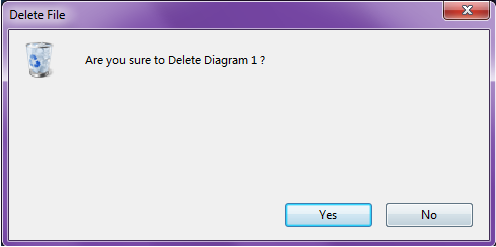 Delete File
Are you sure to Delete Diagram 1 ?
Yes
No